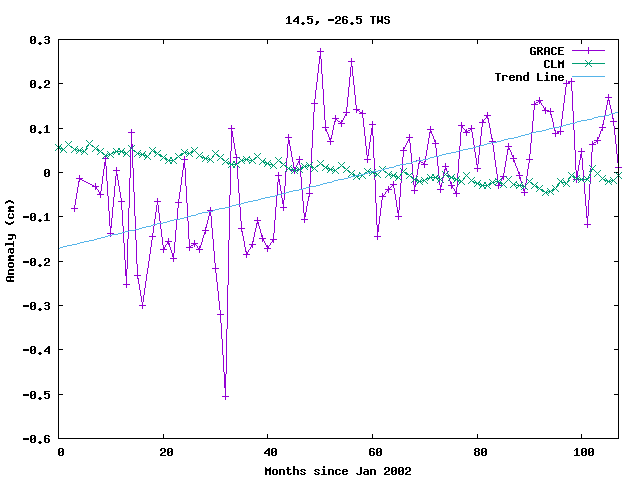 14.5, -26.5 TWS
GRACE
CLM
Trend Line
0.3
0.2
0.1
0
-0.1
-0.2
-0.3
-0.4
-0.5
-0.6
Anomaly (cm)
0 20 40 60 80 100
Months since Jan 2002